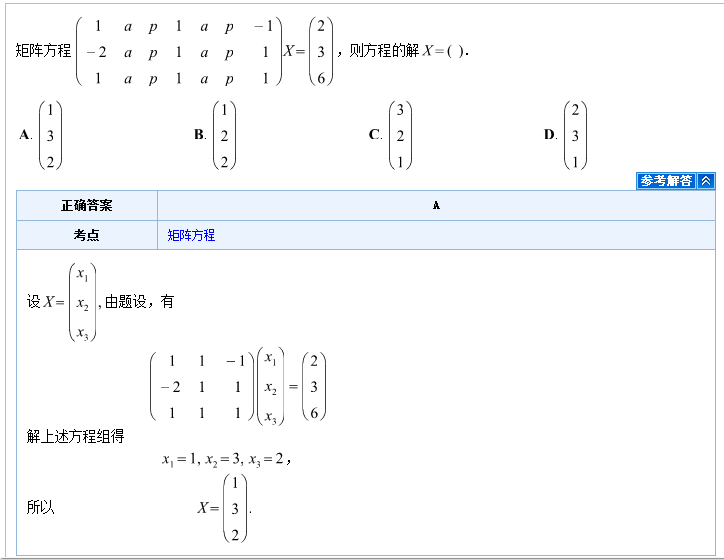 矩阵方程 ( 1 a p 1 a p −1 ; −2 a p 1 a p 1 ; 1 a p 1 a p 1 ) X = ( 2 ; 3 ; 6 ) ，则方程的解 X = ( ).
A. ( 1 ; 3 ; 2 ) B. ( 1 ; 2 ; 2 ) C. ( 3 ; 2 ; 1 ) D. ( 2 ; 3 ; 1 )
参考解答
正确答案 A
考点 矩阵方程
设 X = ( x₁ ; x₂ ; x₃ ) , 由题设，有
( 1 1 −1 ; −2 1 1 ; 1 1 1 ) ( x₁ ; x₂ ; x₃ ) = ( 2 ; 3 ; 6 )
解上述方程组得
x₁ = 1, x₂ = 3, x₃ = 2，
所以 X = ( 1 ; 3 ; 2 ) .